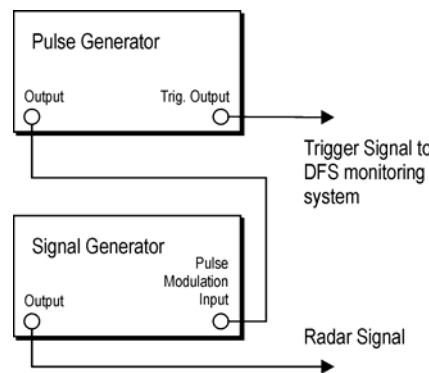 Pulse Generator
Output
Trig. Output
Trigger Signal to
DFS monitoring
system
Signal Generator
Pulse
Modulation
Input
Output
Radar Signal